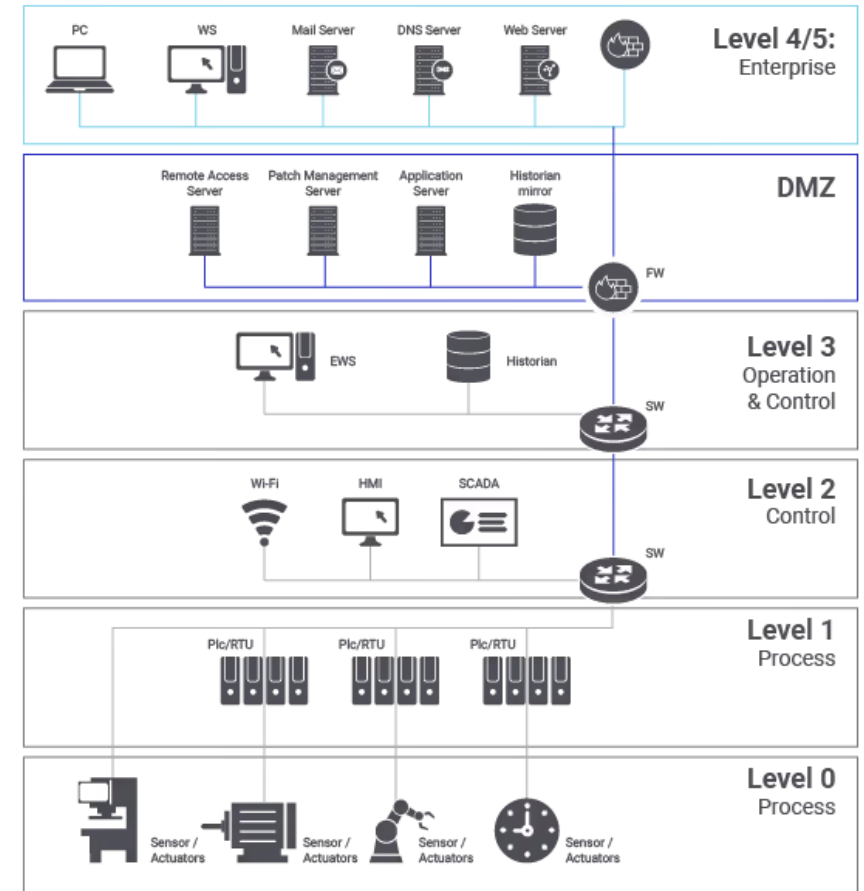 PC
WS
Mail Server
DNS Server
Web Server
Level 4/5:
Enterprise
Remote Access
Server
Patch Management
Server
Application
Server
Historian
mirror
DMZ
FW
EWS
Historian
Level 3
Operation
& Control
SW
Wi-Fi
HMI
SCADA
Level 2
Control
SW
Plc/RTU
Plc/RTU
Plc/RTU
Level 1
Process
Level 0
Process
Sensor /
Actuators
Sensor /
Actuators
Sensor /
Actuators
Sensor /
Actuators